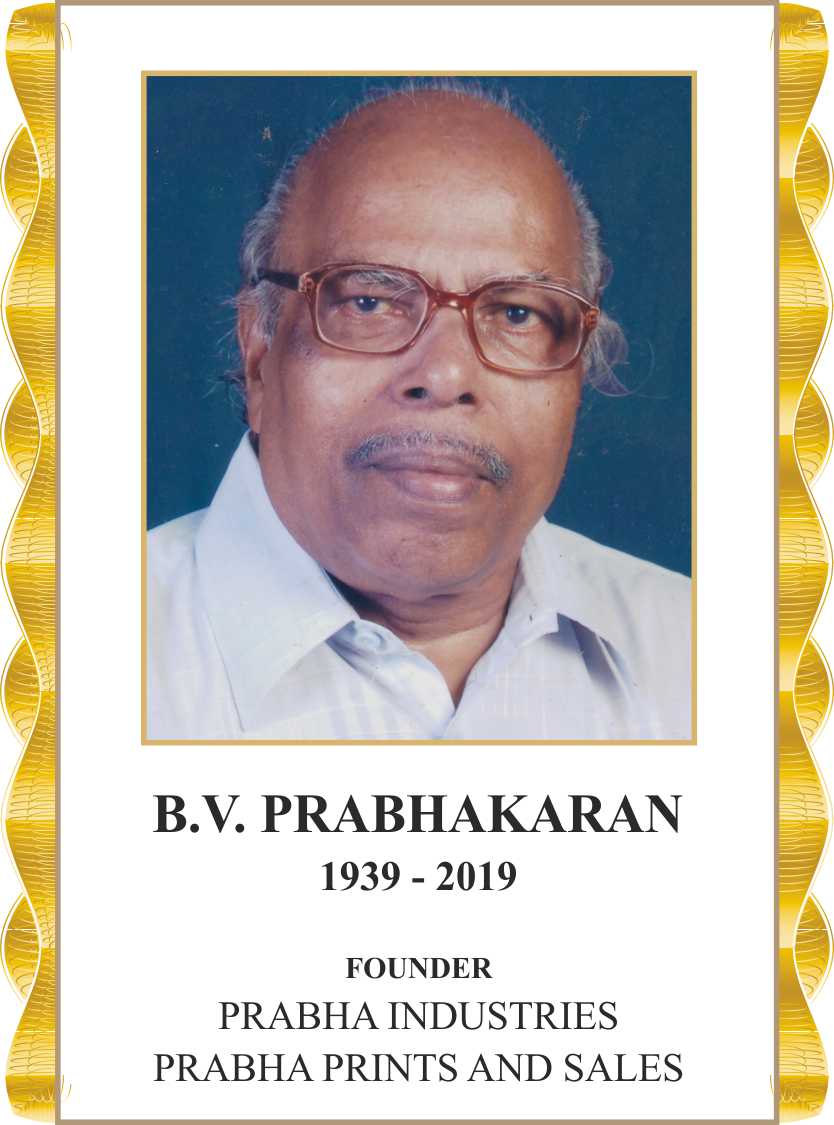 B.V. PRABHAKARAN
1939 - 2019
FOUNDER
PRABHA INDUSTRIES
PRABHA PRINTS AND SALES